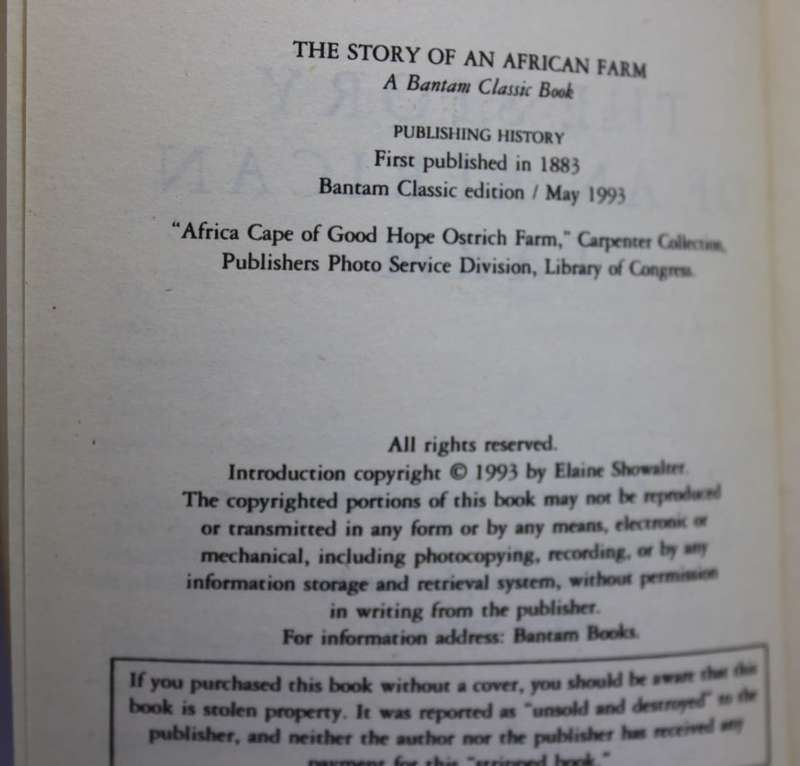 THE STORY OF AN AFRICAN FARM
A Bantam Classic Book
PUBLISHING HISTORY
First published in 1883
Bantam Classic edition / May 1993
"Africa Cape of Good Hope Ostrich Farm," Carpenter Collection,
Publishers Photo Service Division, Library of Congress.
All rights reserved.
Introduction copyright © 1993 by Elaine Showalter.
The copyrighted portions of this book may not be reproduced
or transmitted in any form or by any means, electronic or
mechanical, including photocopying, recording, or by any
information storage and retrieval system, without permission
in writing from the publisher.
For information address: Bantam Books.
If you purchased this book without a cover, you should be aware that this
book is stolen property. It was reported as "unsold and destroyed" to the
publisher, and neither the author nor the publisher has received any
payment for this "stripped book."